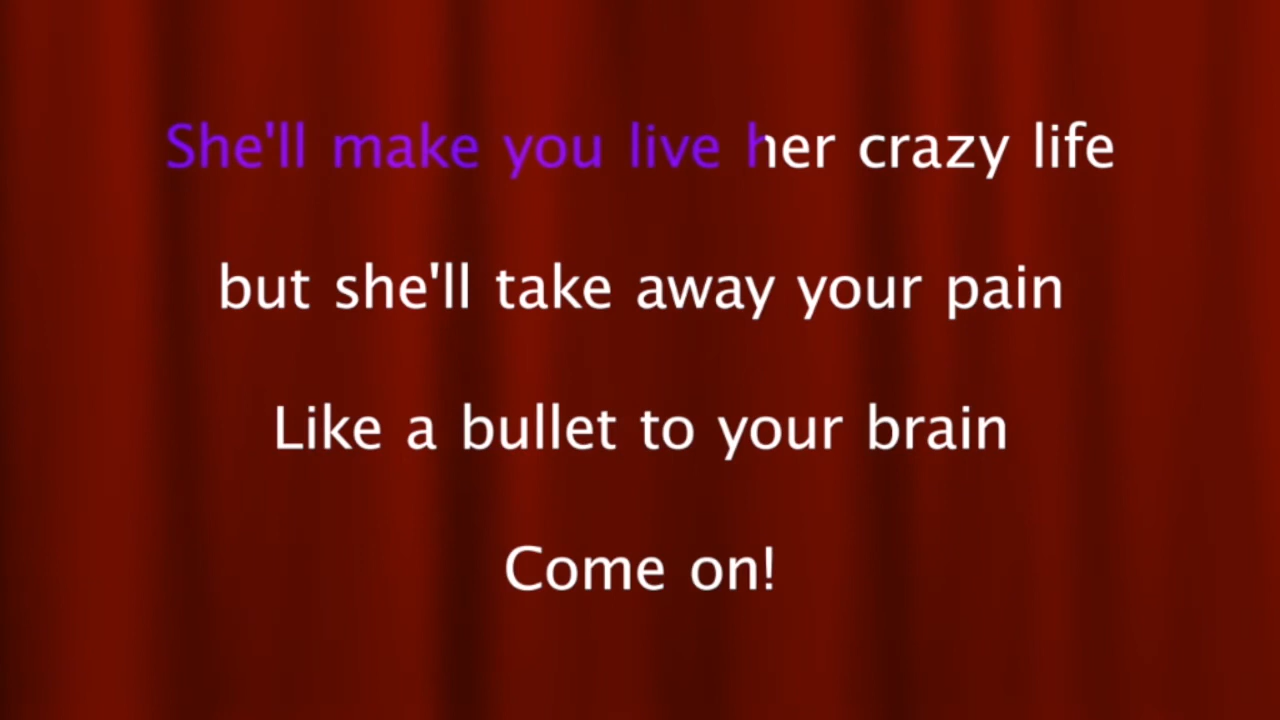 She'll make you live her crazy life
but she'll take away your pain
Like a bullet to your brain
Come on!